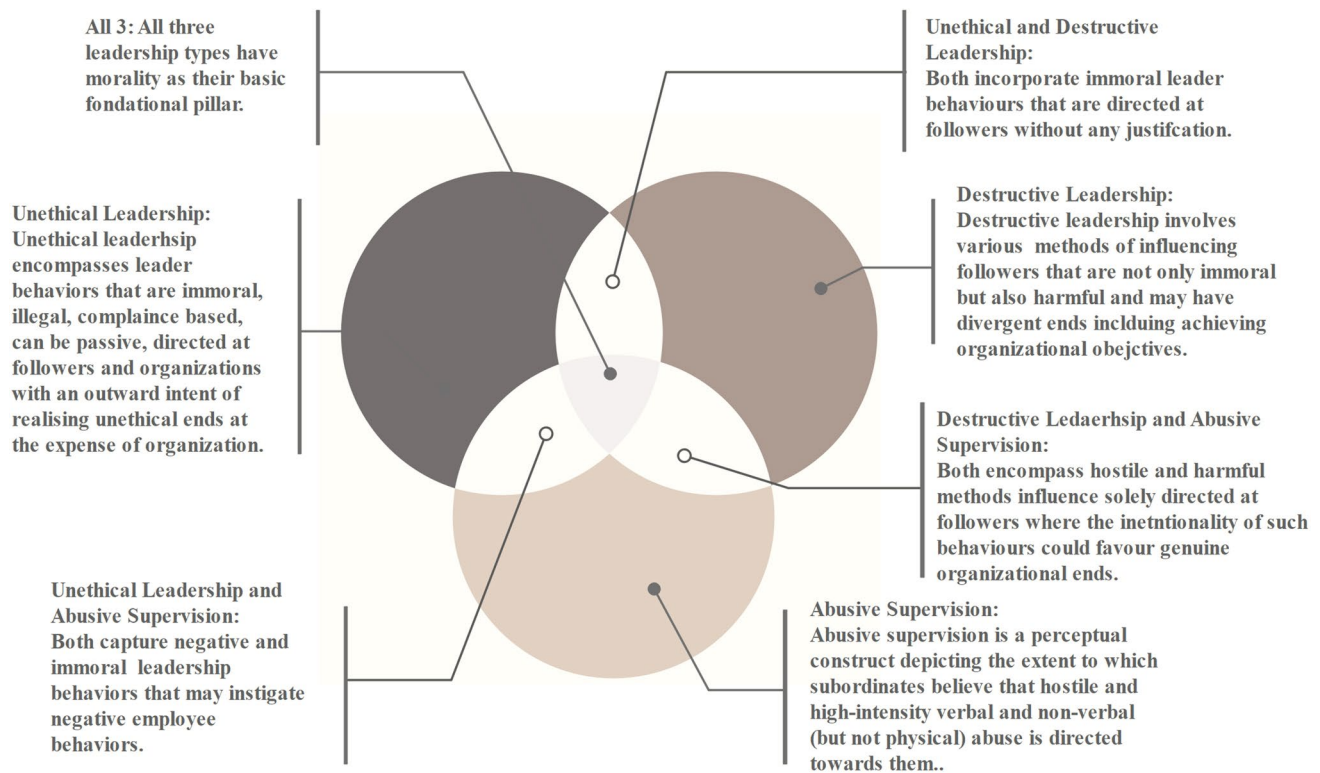 All 3: All three
leadership types have
morality as their basic
fondational pillar.
Unethical and Destructive
Leadership:
Both incorporate immoral leader
behaviours that are directed at
followers without any justifcation.
Unethical Leadership:
Unethical leaderhsip
encompasses leader
behaviors that are immoral,
illegal, complaince based,
can be passive, directed at
followers and organizations
with an outward intent of
realising unethical ends at
the expense of organization.
Destructive Leadership:
Destructive leadership involves
various methods of influencing
followers that are not only immoral
but also harmful and may have
divergent ends inclduing achieving
organizational obejctives.
Destructive Ledaerhsip and Abusive
Supervision:
Both encompass hostile and harmful
methods influence solely directed at
followers where the inetntionality of such
behaviours could favour genuine
organizational ends.
Unethical Leadership and
Abusive Supervision:
Both capture negative and
immoral leadership
behaviors that may instigate
negative employee
behaviors.
Abusive Supervision:
Abusive supervision is a perceptual
construct depicting the extent to which
subordinates believe that hostile and
high-intensity verbal and non-verbal
(but not physical) abuse is directed
towards them..